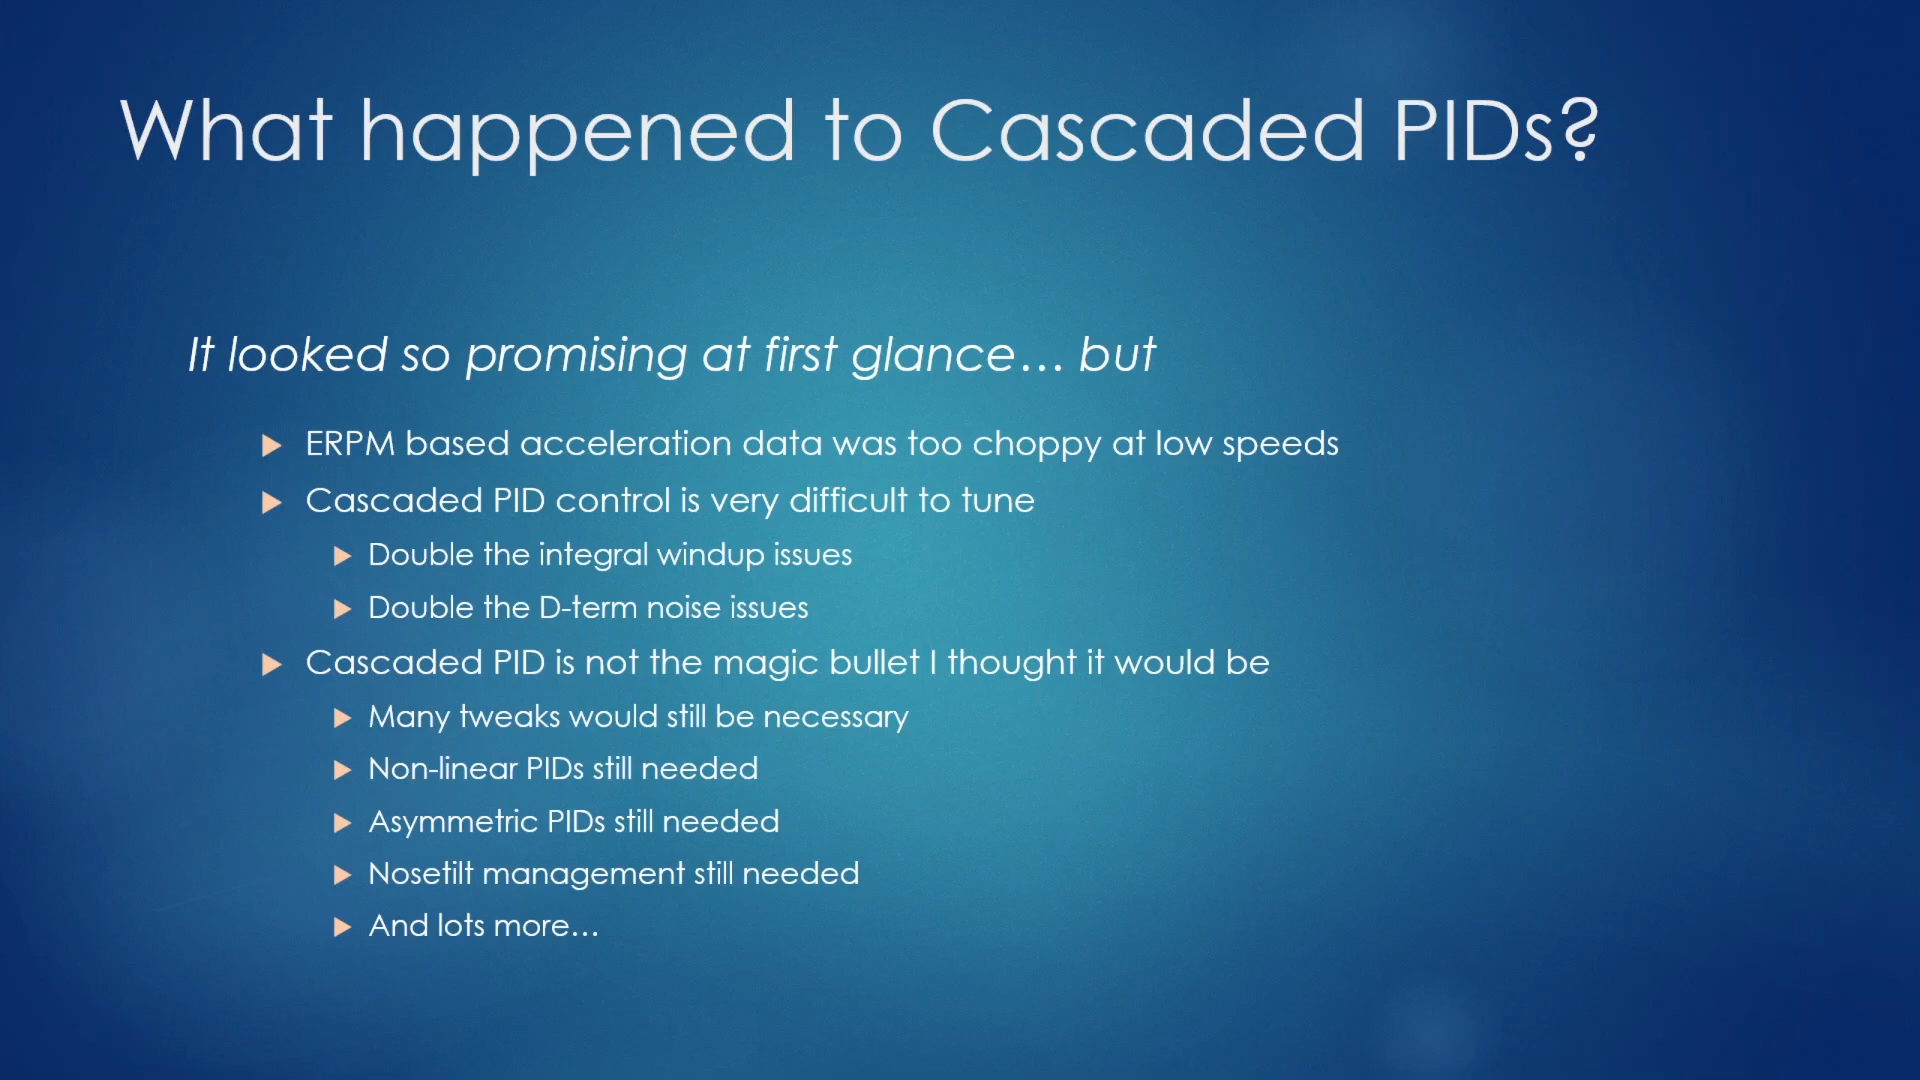 What happened to Cascaded PIDs?
It looked so promising at first glance… but
ERPM based acceleration data was too choppy at low speeds
Cascaded PID control is very difficult to tune
Double the integral windup issues
Double the D-term noise issues
Cascaded PID is not the magic bullet I thought it would be
Many tweaks would still be necessary
Non-linear PIDs still needed
Asymmetric PIDs still needed
Nosetilt management still needed
And lots more…